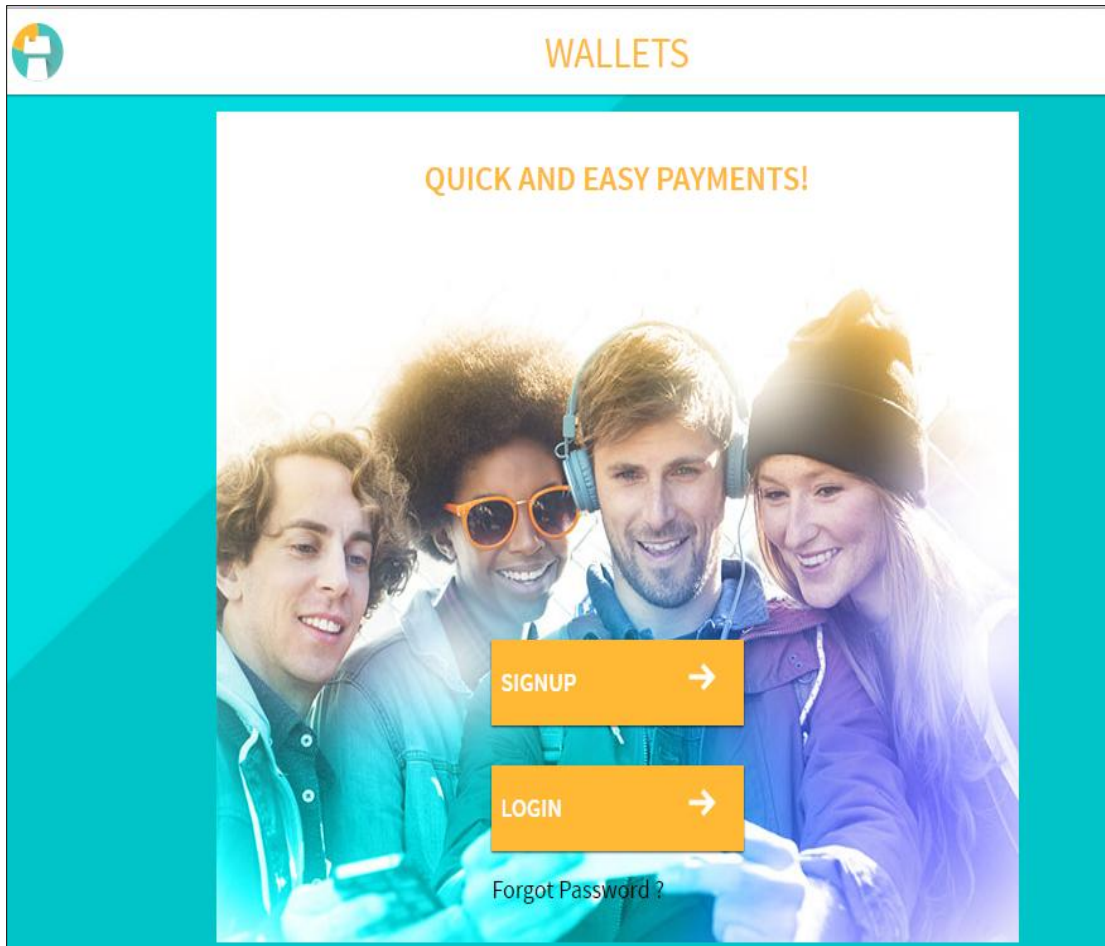 WALLETS
QUICK AND EASY PAYMENTS!
SIGNUP
LOGIN
Forgot Password ?